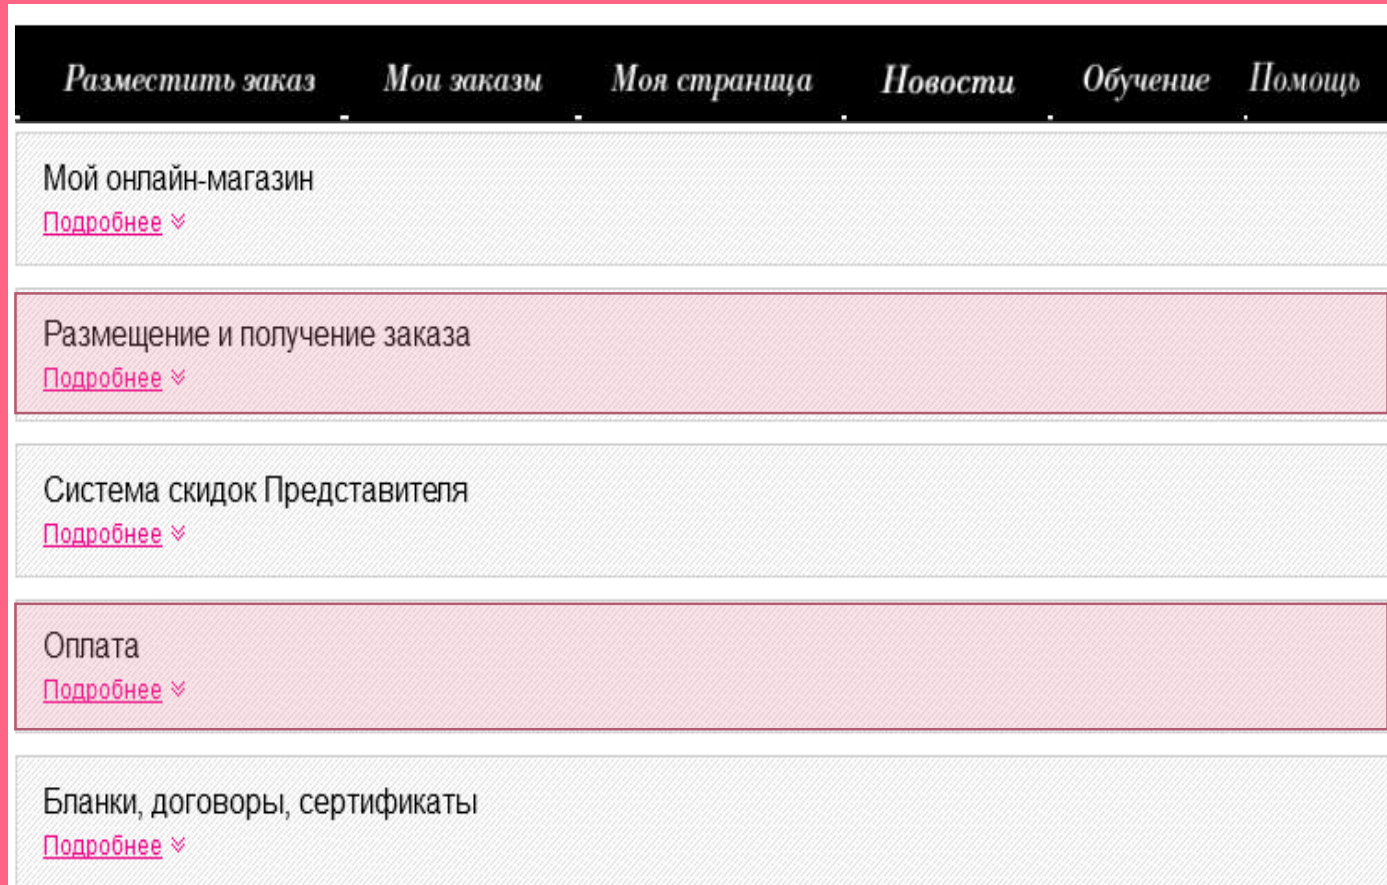 Разместить заказ Мои заказы Моя страница Новости Обучение Помощь
Мой онлайн-магазин
Подробнее
Размещение и получение заказа
Подробнее
Система скидок Представителя
Подробнее
Оплата
Подробнее
Бланки, договоры, сертификаты
Подробнее